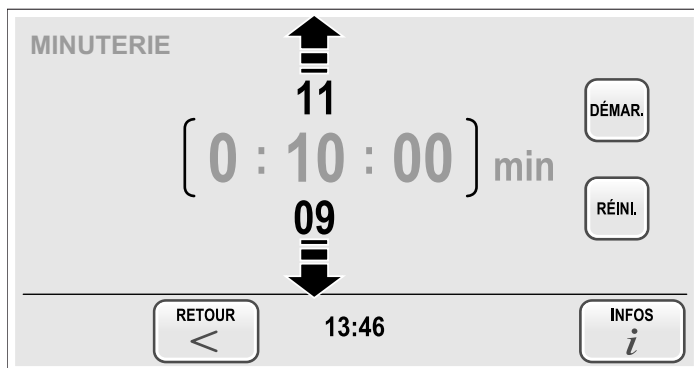 MINUTERIE
11
DÉMAR.
[ 0 : 10 : 00 ] min
09
RÉINI.
RETOUR
<
13:46
INFOS
i